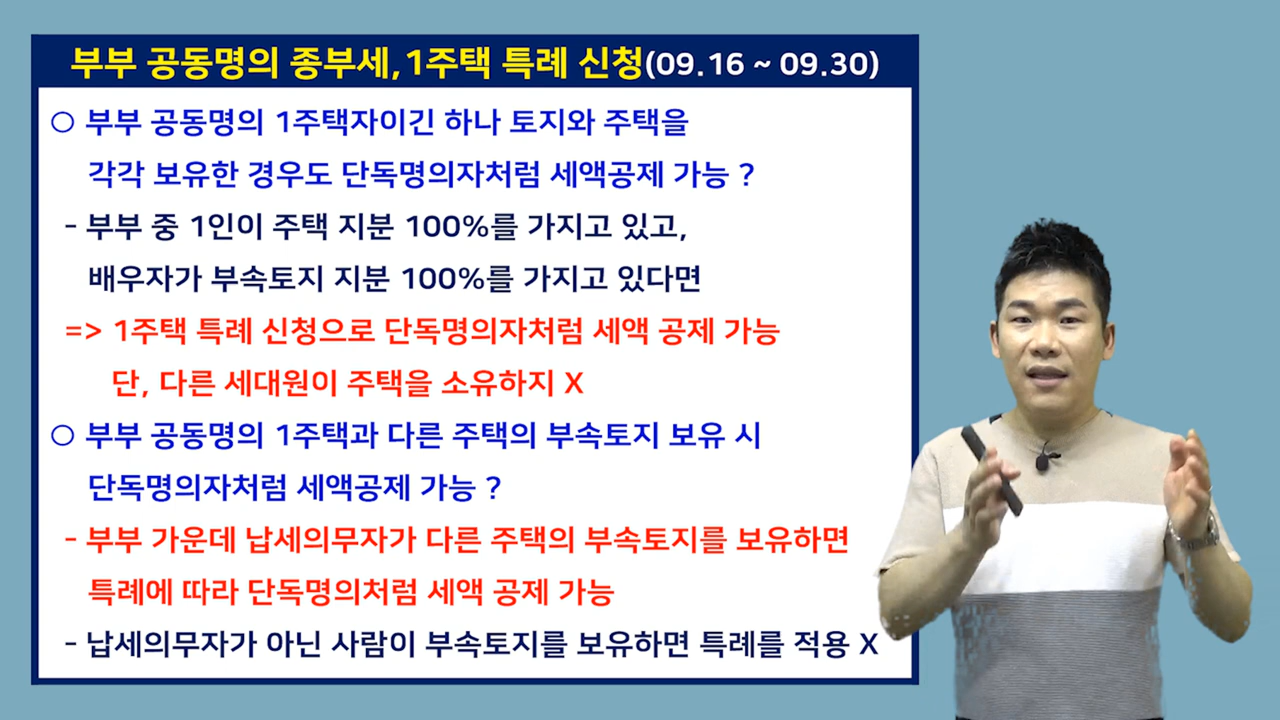 부부 공동명의 종부세,1주택 특례 신청(09.16 ~ 09.30)
○ 부부 공동명의 1주택자이긴 하나 토지와 주택을
각각 보유한 경우도 단독명의자처럼 세액공제 가능 ?
- 부부 중 1인이 주택 지분 100%를 가지고 있고,
배우자가 부속토지 지분 100%를 가지고 있다면
=> 1주택 특례 신청으로 단독명의자처럼 세액 공제 가능
단, 다른 세대원이 주택을 소유하지 X
○ 부부 공동명의 1주택과 다른 주택의 부속토지 보유 시
단독명의자처럼 세액공제 가능 ?
- 부부 가운데 납세의무자가 다른 주택의 부속토지를 보유하면
특례에 따라 단독명의처럼 세액 공제 가능
- 납세의무자가 아닌 사람이 부속토지를 보유하면 특례를 적용 X